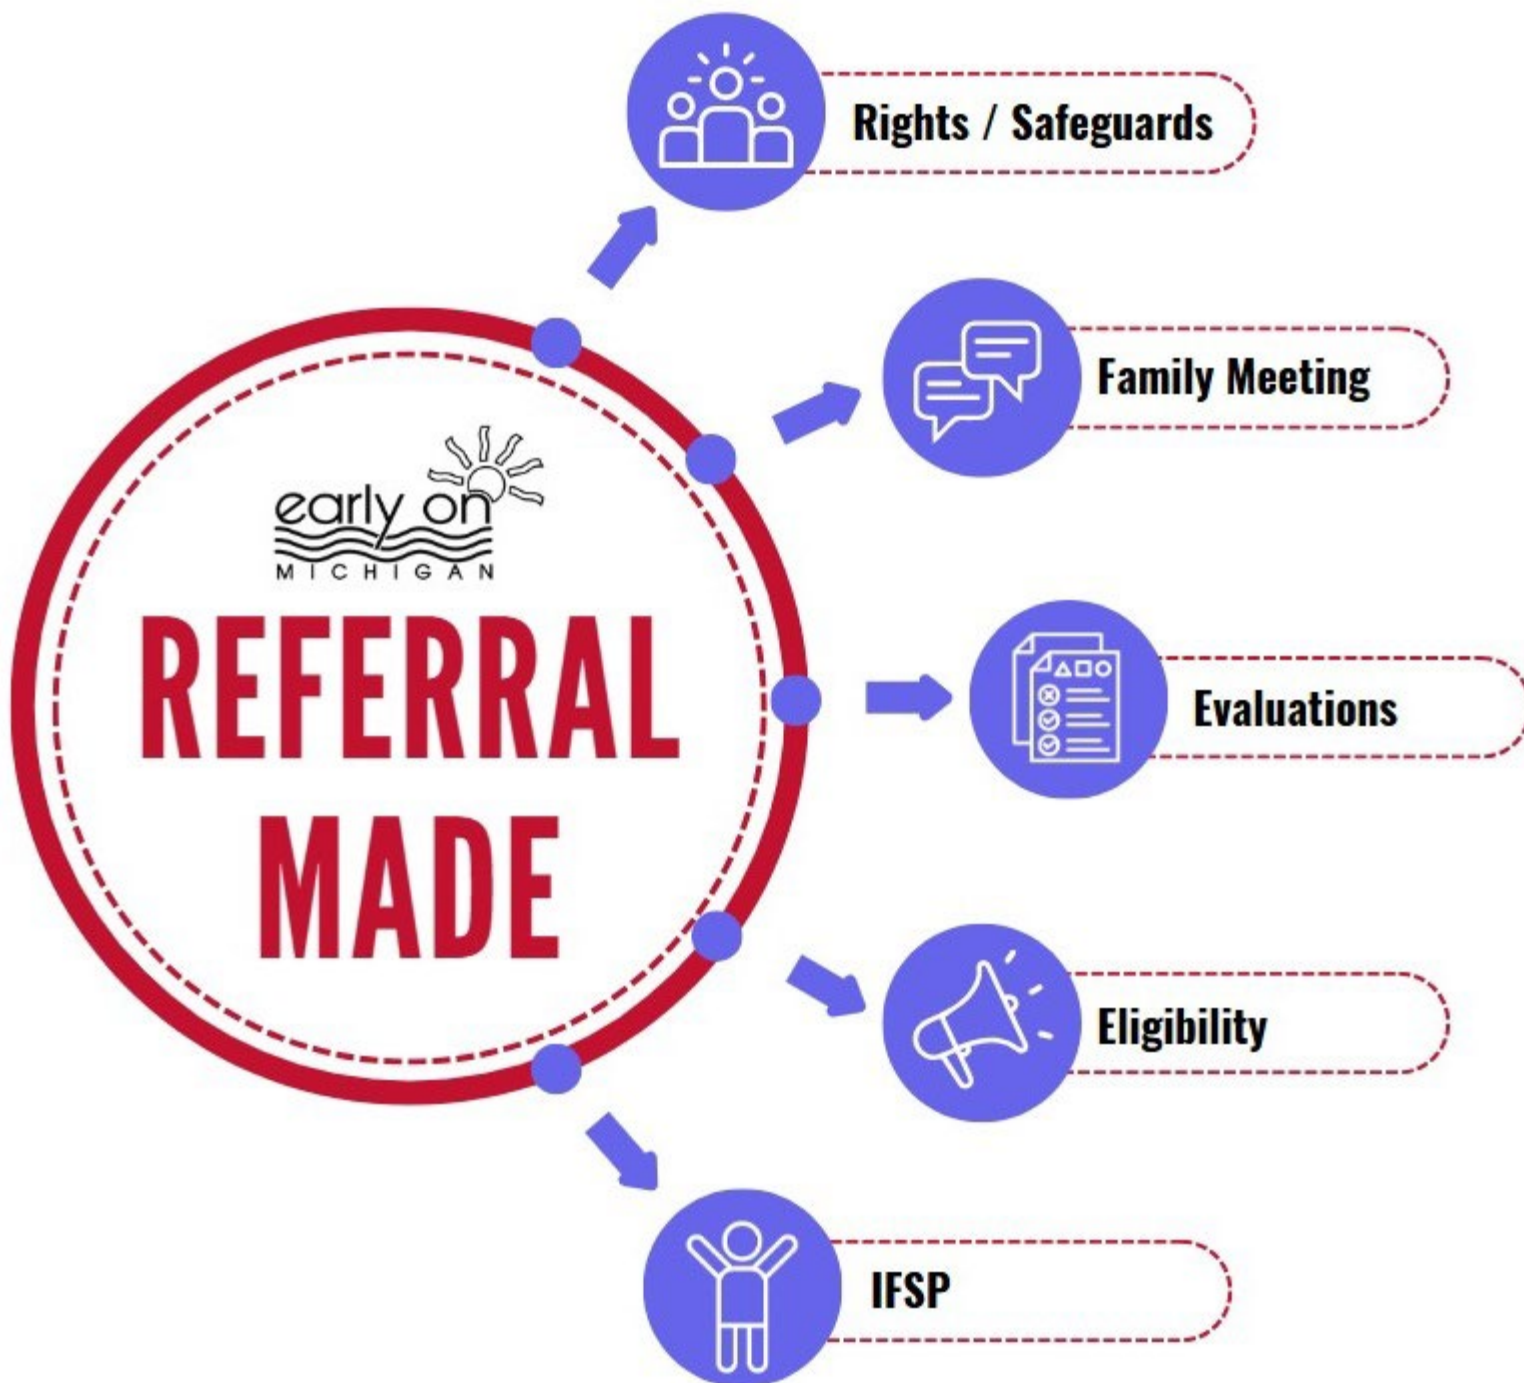 Rights / Safeguards
Family Meeting
early on
MICHIGAN
REFERRAL
MADE
Evaluations
Eligibility
IFSP